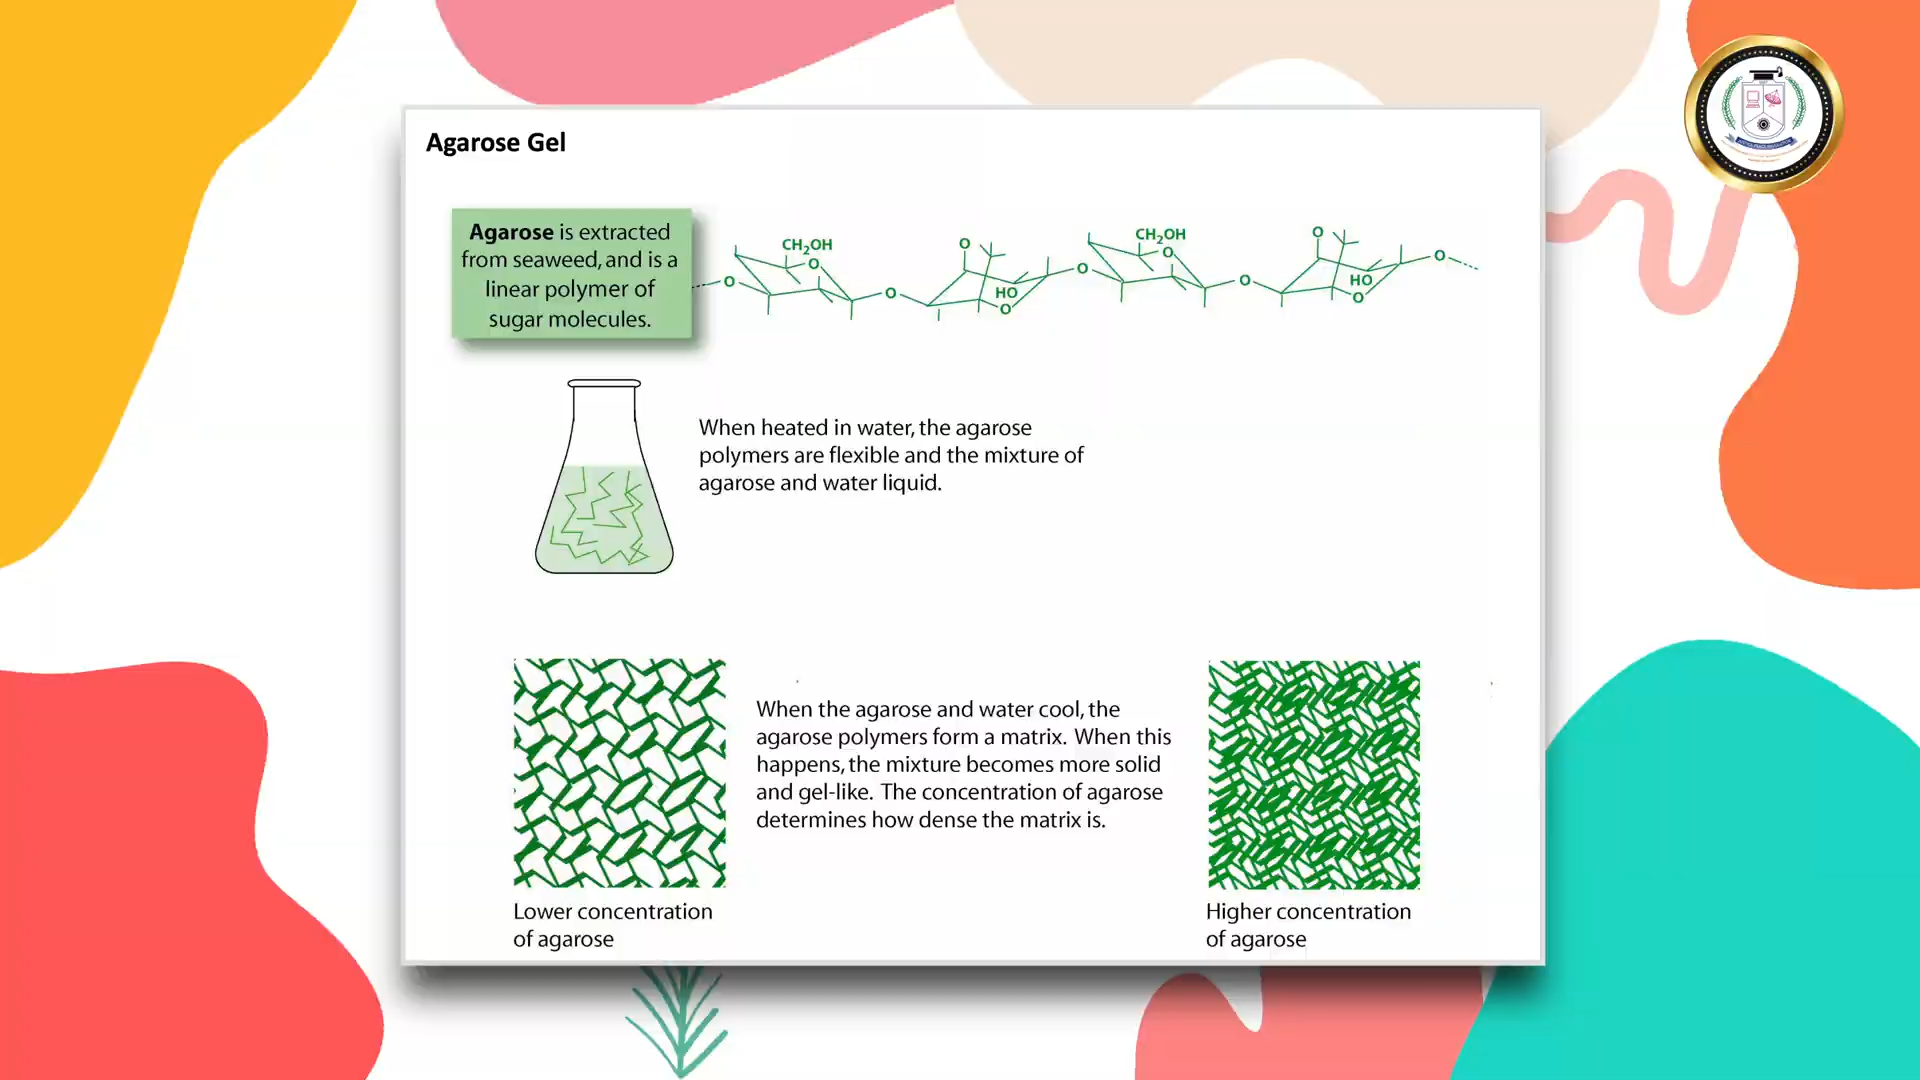 Agarose Gel
Agarose is extracted
from seaweed, and is a
linear polymer of
sugar molecules.
CH2OH
O
O
O
O
HO
O
O
CH2OH
O
O
O
HO
O
O
When heated in water, the agarose
polymers are flexible and the mixture of
agarose and water liquid.
When the agarose and water cool, the
agarose polymers form a matrix. When this
happens, the mixture becomes more solid
and gel-like. The concentration of agarose
determines how dense the matrix is.
Lower concentration
of agarose
Higher concentration
of agarose